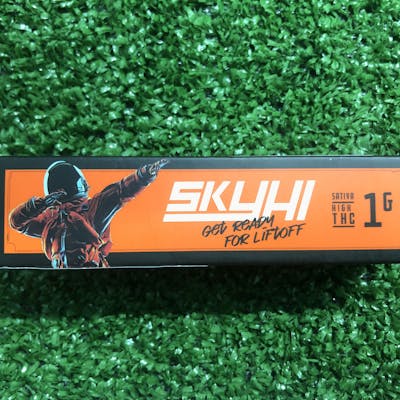 SKYHI
GET READY
FOR LIFTOFF
SATIVA
HIGH
THC
1G